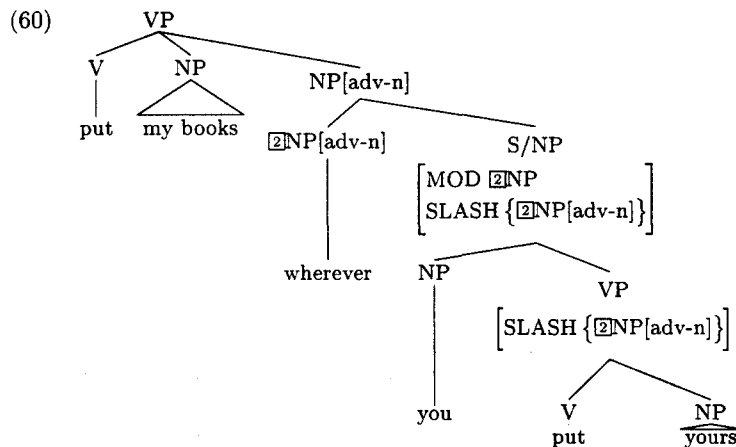 (60) VP
V NP NP[adv-n]
put my books 2NP[adv-n] S/NP
[MOD 2NP
SLASH {2NP[adv-n]}]
wherever NP VP
[SLASH {2NP[adv-n]}]
you V NP
put yours